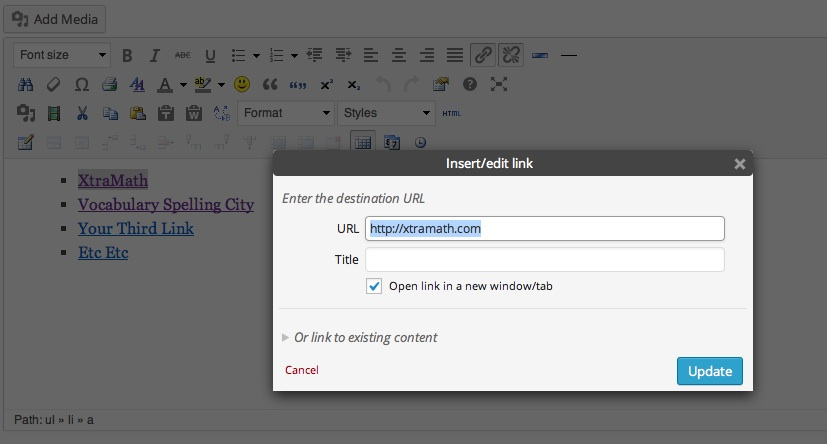 Add Media
Font size B I ABC U
A ab
Format Styles HTML
Insert/edit link
XtraMath
Vocabulary Spelling City
Your Third Link
Etc Etc
Enter the destination URL
URL http://xtramath.com
Title
Open link in a new window/tab
Or link to existing content
Cancel Update
Path: ul » li » a